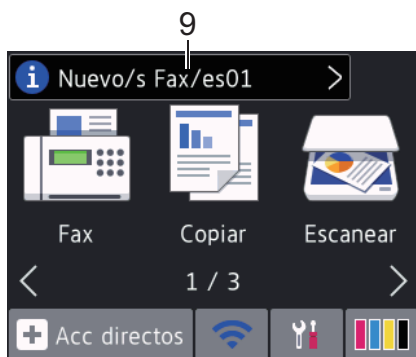 9
Nuevo/s Fax/es01
Fax Copiar Escanear
1 / 3
Acc directos